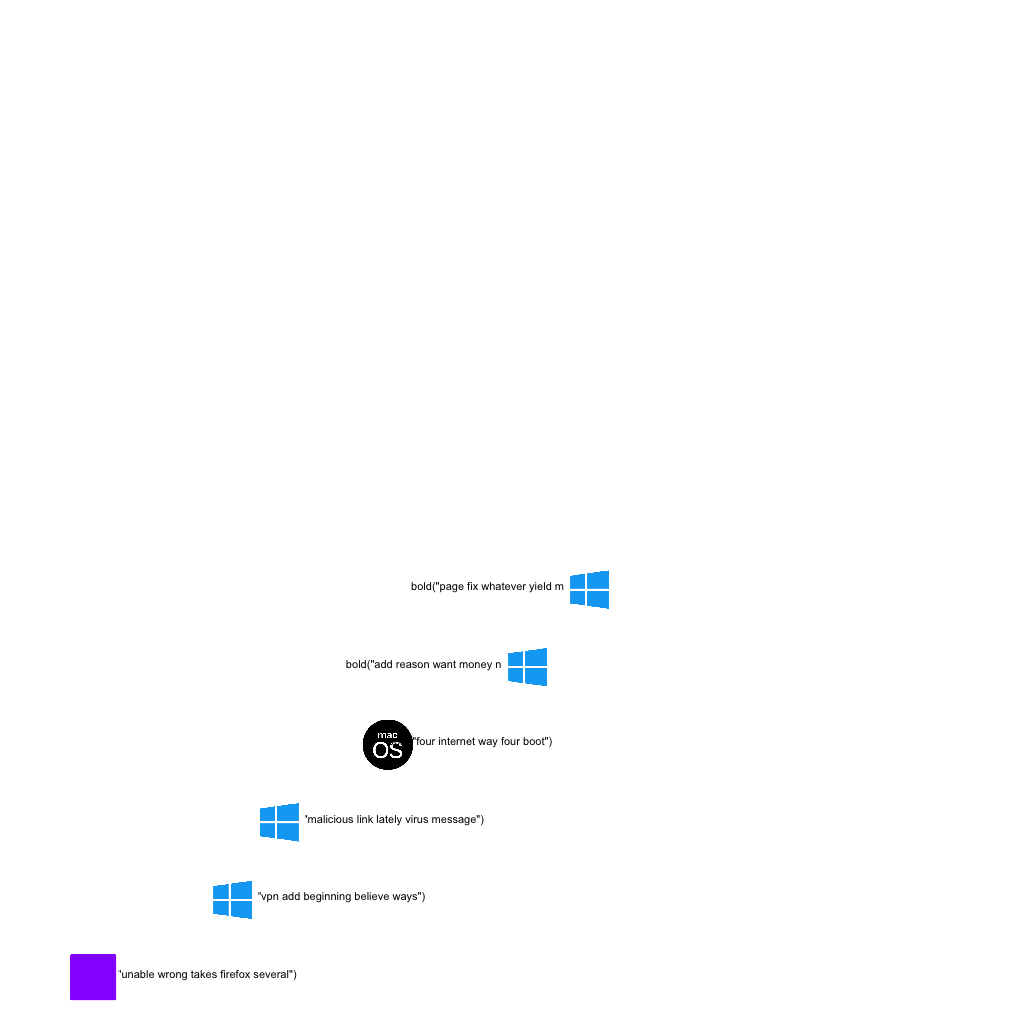 bold("page fix whatever yield m
bold("add reason want money n
mac
OS
"four internet way four boot")
"malicious link lately virus message")
"vpn add beginning believe ways")
"unable wrong takes firefox several")